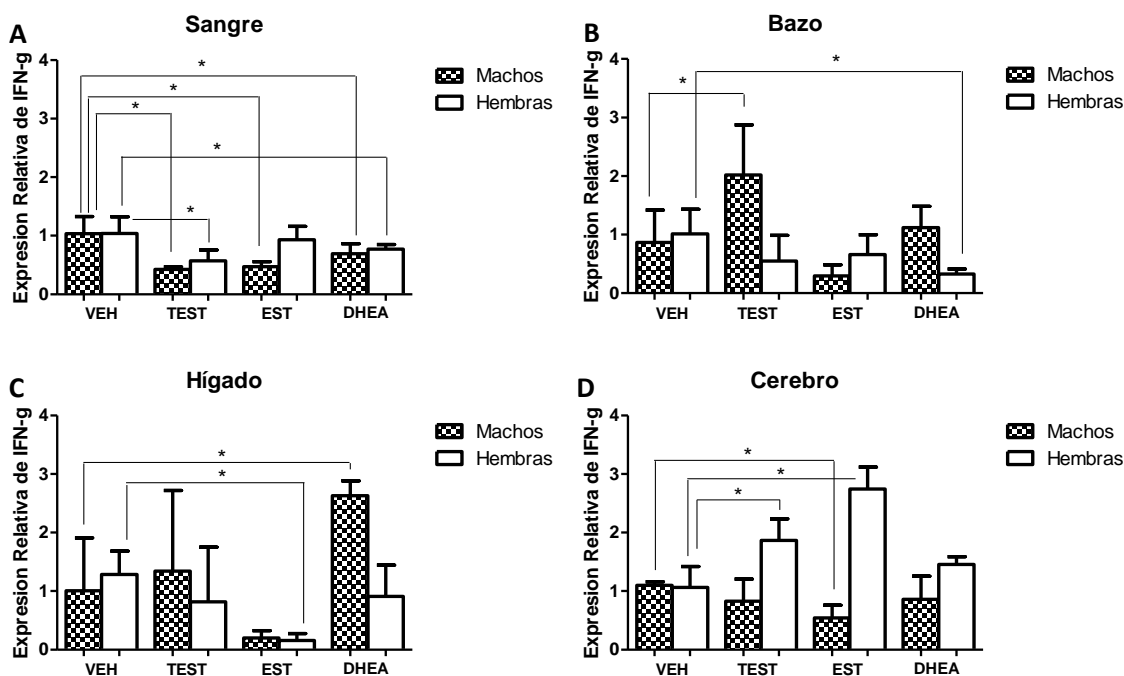 A
Sangre
Expresion Relativa de IFN-g
4
3
2
1
0
*
*
*
*
*
VEH TEST EST DHEA
Machos
Hembras
B
Bazo
Expresion Relativa de IFN-g
4
3
2
1
0
*
*
VEH TEST EST DHEA
Machos
Hembras
C
Hígado
Expresion Relativa de IFN-g
4
3
2
1
0
*
*
VEH TEST EST DHEA
Machos
Hembras
D
Cerebro
Expresion Relativa de IFN-g
4
3
2
1
0
*
*
*
VEH TEST EST DHEA
Machos
Hembras